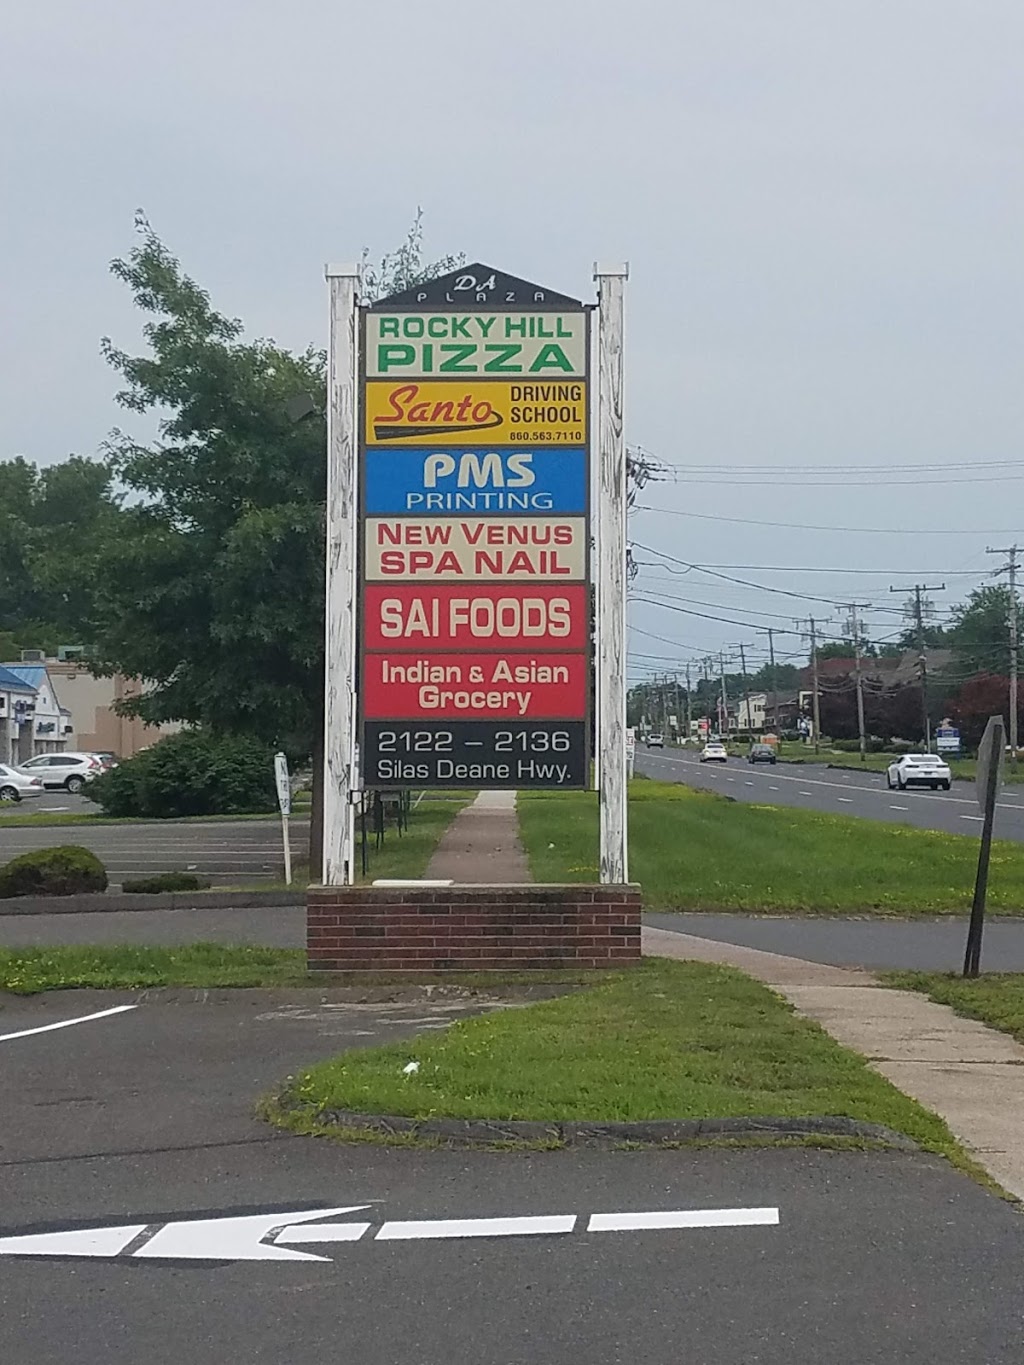 DA
PLAZA
ROCKY HILL
PIZZA
Santo
DRIVING
SCHOOL
860.563.7110
PMS
PRINTING
NEW VENUS
SPA NAIL
SAI FOODS
Indian & Asian
Grocery
2122 – 2136
Silas Deane Hwy.